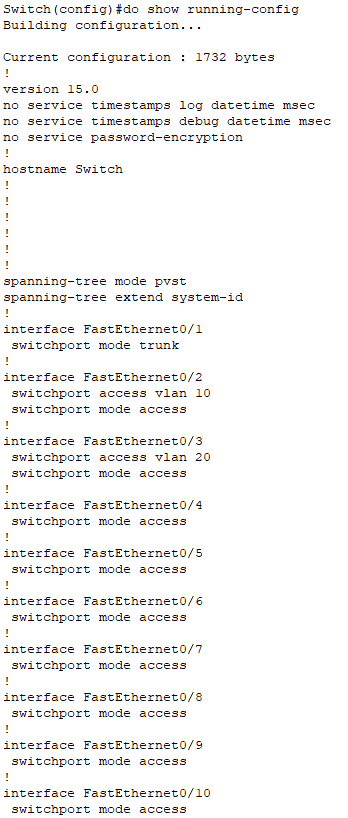 Switch(config)#do show running-config
Building configuration...
Current configuration : 1732 bytes
!
version 15.0
no service timestamps log datetime msec
no service timestamps debug datetime msec
no service password-encryption
!
hostname Switch
!
!
!
!
!
!
spanning-tree mode pvst
spanning-tree extend system-id
!
interface FastEthernet0/1
 switchport mode trunk
!
interface FastEthernet0/2
 switchport access vlan 10
 switchport mode access
!
interface FastEthernet0/3
 switchport access vlan 20
 switchport mode access
!
interface FastEthernet0/4
 switchport mode access
!
interface FastEthernet0/5
 switchport mode access
!
interface FastEthernet0/6
 switchport mode access
!
interface FastEthernet0/7
 switchport mode access
!
interface FastEthernet0/8
 switchport mode access
!
interface FastEthernet0/9
 switchport mode access
!
interface FastEthernet0/10
 switchport mode access